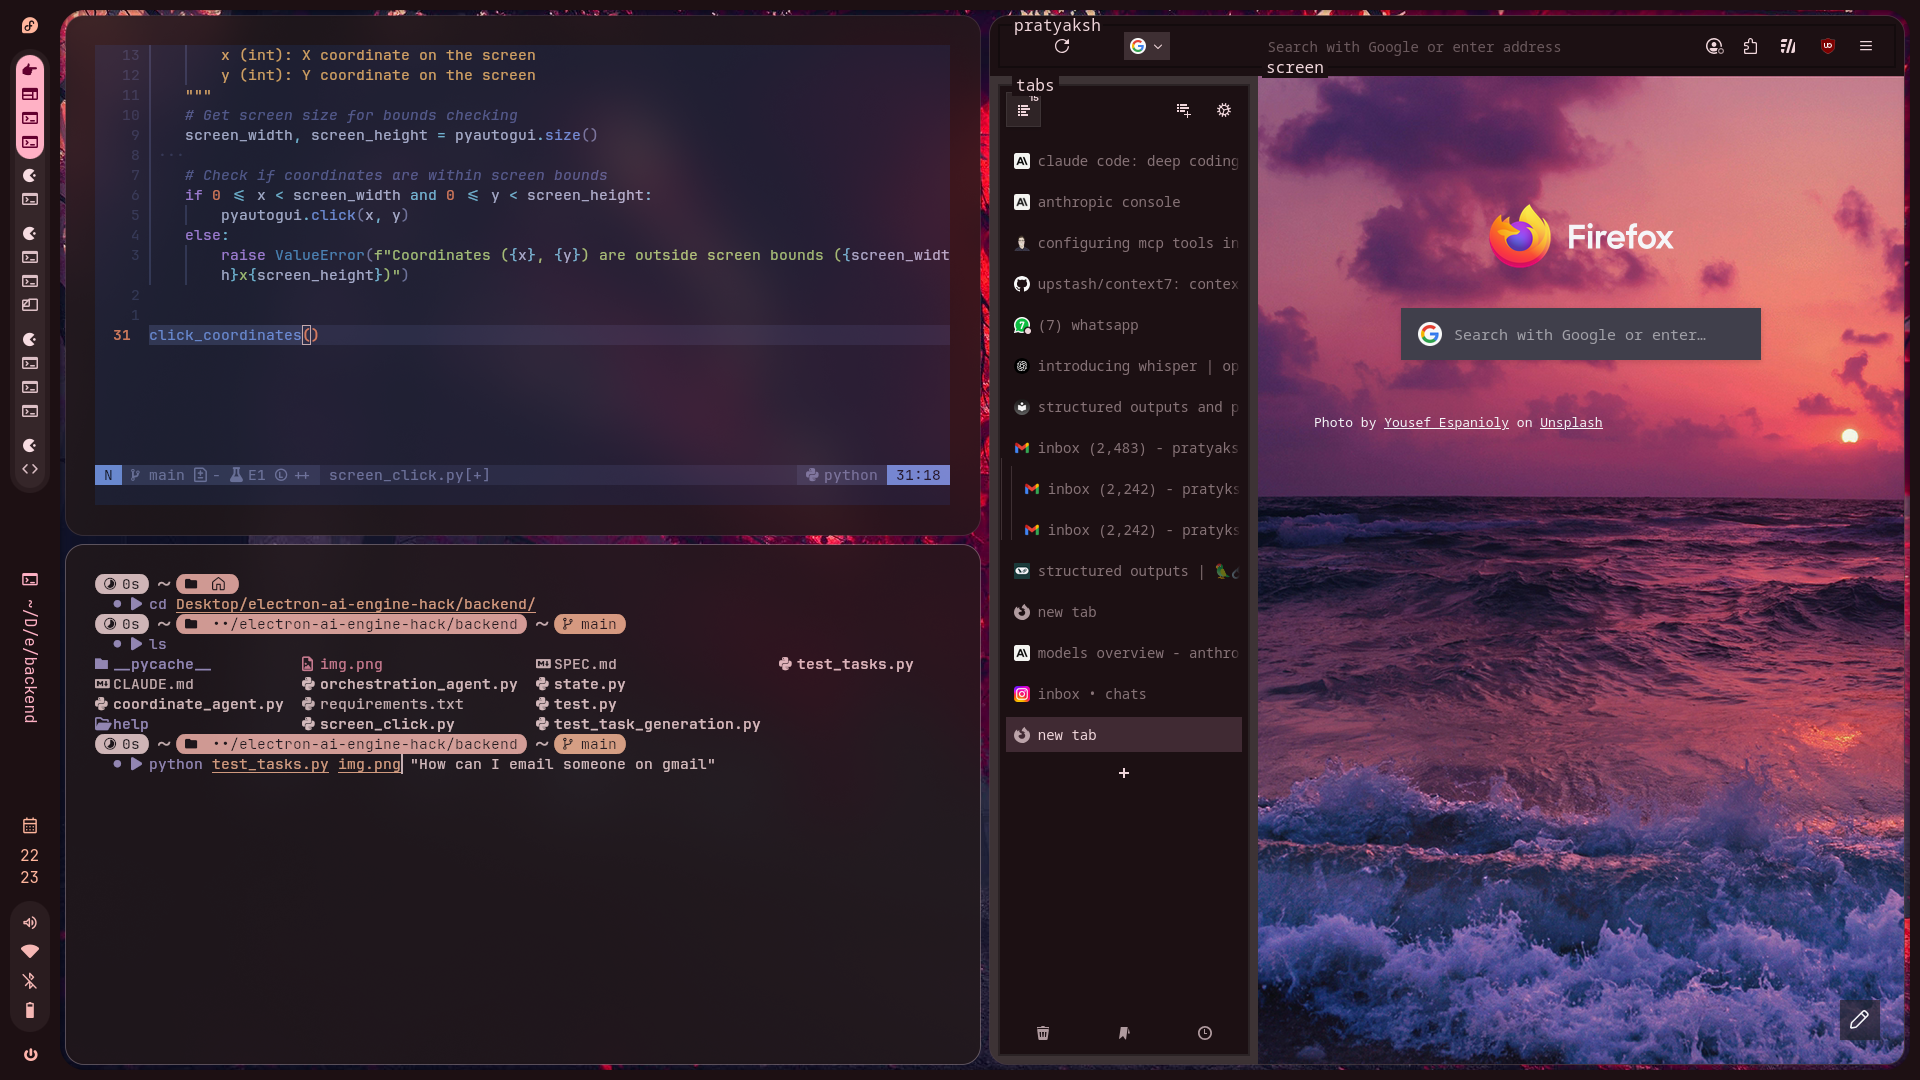 13 x (int): X coordinate on the screen
12 y (int): Y coordinate on the screen
11 """
10 # Get screen size for bounds checking
9 screen_width, screen_height = pyautogui.size()
8 ···
7 # Check if coordinates are within screen bounds
6 if 0 ≤ x < screen_width and 0 ≤ y < screen_height:
5 pyautogui.click(x, y)
4 else:
3 raise ValueError(f"Coordinates ({x}, {y}) are outside screen bounds ({screen_widt
h}x{screen_height})")
2
1
31 click_coordinates()
N main - E1 ++ screen_click.py[+] python 31:18
0s ~
cd Desktop/electron-ai-engine-hack/backend/
0s ~ ··/electron-ai-engine-hack/backend ~ main
ls
__pycache__ img.png SPEC.md test_tasks.py
CLAUDE.md orchestration_agent.py state.py
coordinate_agent.py requirements.txt test.py
help screen_click.py test_task_generation.py
0s ~ ··/electron-ai-engine-hack/backend ~ main
python test_tasks.py img.png "How can I email someone on gmail"
~/D/e/backend
22
23
pratyaksh
Search with Google or enter address
screen
tabs
15
claude code: deep coding
anthropic console
configuring mcp tools in
upstash/context7: contex
(7) whatsapp
introducing whisper | op
structured outputs and p
inbox (2,483) - pratyaks
inbox (2,242) - pratyks
inbox (2,242) - pratyks
structured outputs |
new tab
models overview - anthro
inbox • chats
new tab
Firefox
Search with Google or enter…
Photo by Yousef Espanioly on Unsplash